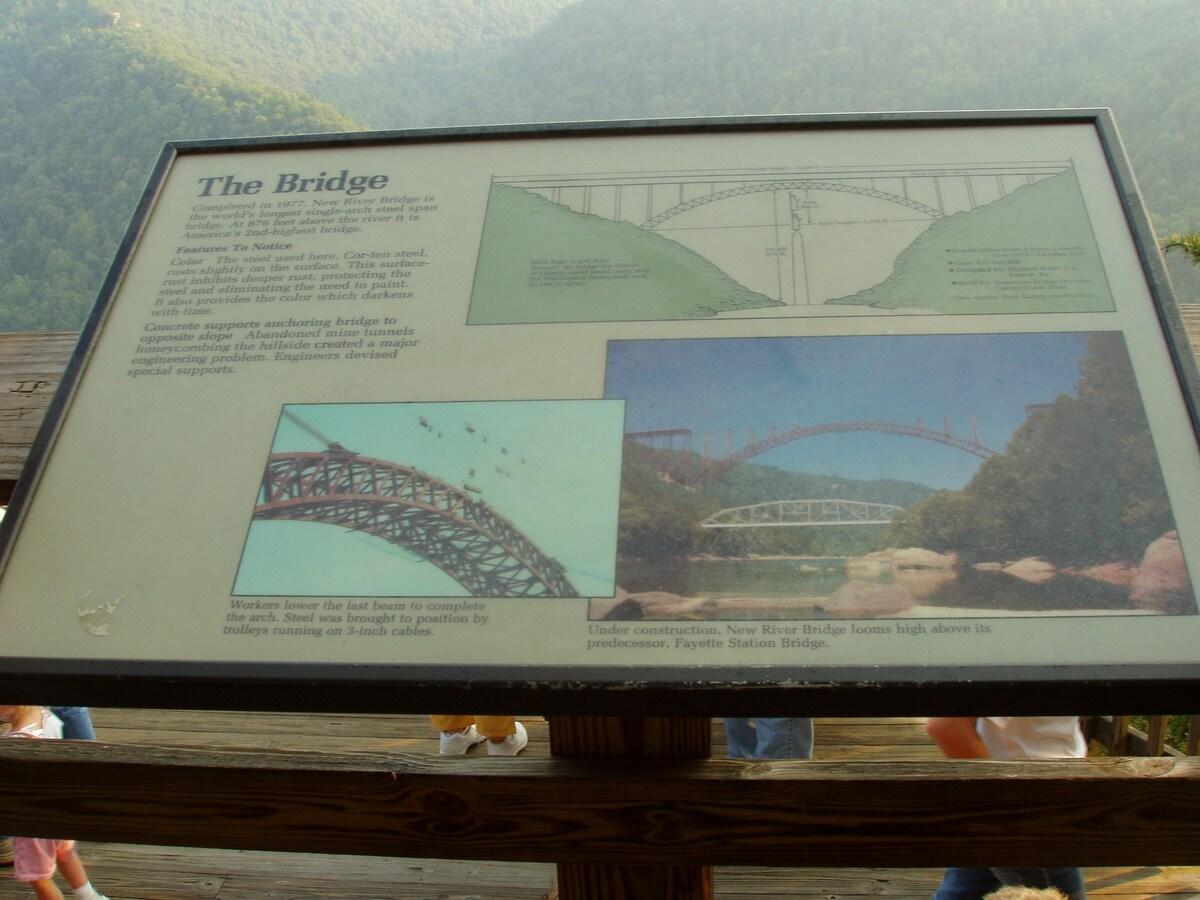 The Bridge
Completed in 1977, New River Bridge is
the world's longest single-arch steel span
bridge. At 876 feet above the river it is
America's 2nd-highest bridge.
Features To Notice
Color The steel used here, Cor-ten steel,
rusts slightly on the surface. This surface-
rust inhibits deeper rust, protecting the
steel and eliminating the need to paint.
It also provides the color which darkens
with time.
Concrete supports anchoring bridge to
opposite slope Abandoned mine tunnels
honeycombing the hillside created a major
engineering problem. Engineers devised
special supports.
Workers lower the last beam to complete
the arch. Steel was brought to position by
trolleys running on 3-inch cables.
Under construction, New River Bridge looms high above its
predecessor, Fayette Station Bridge.